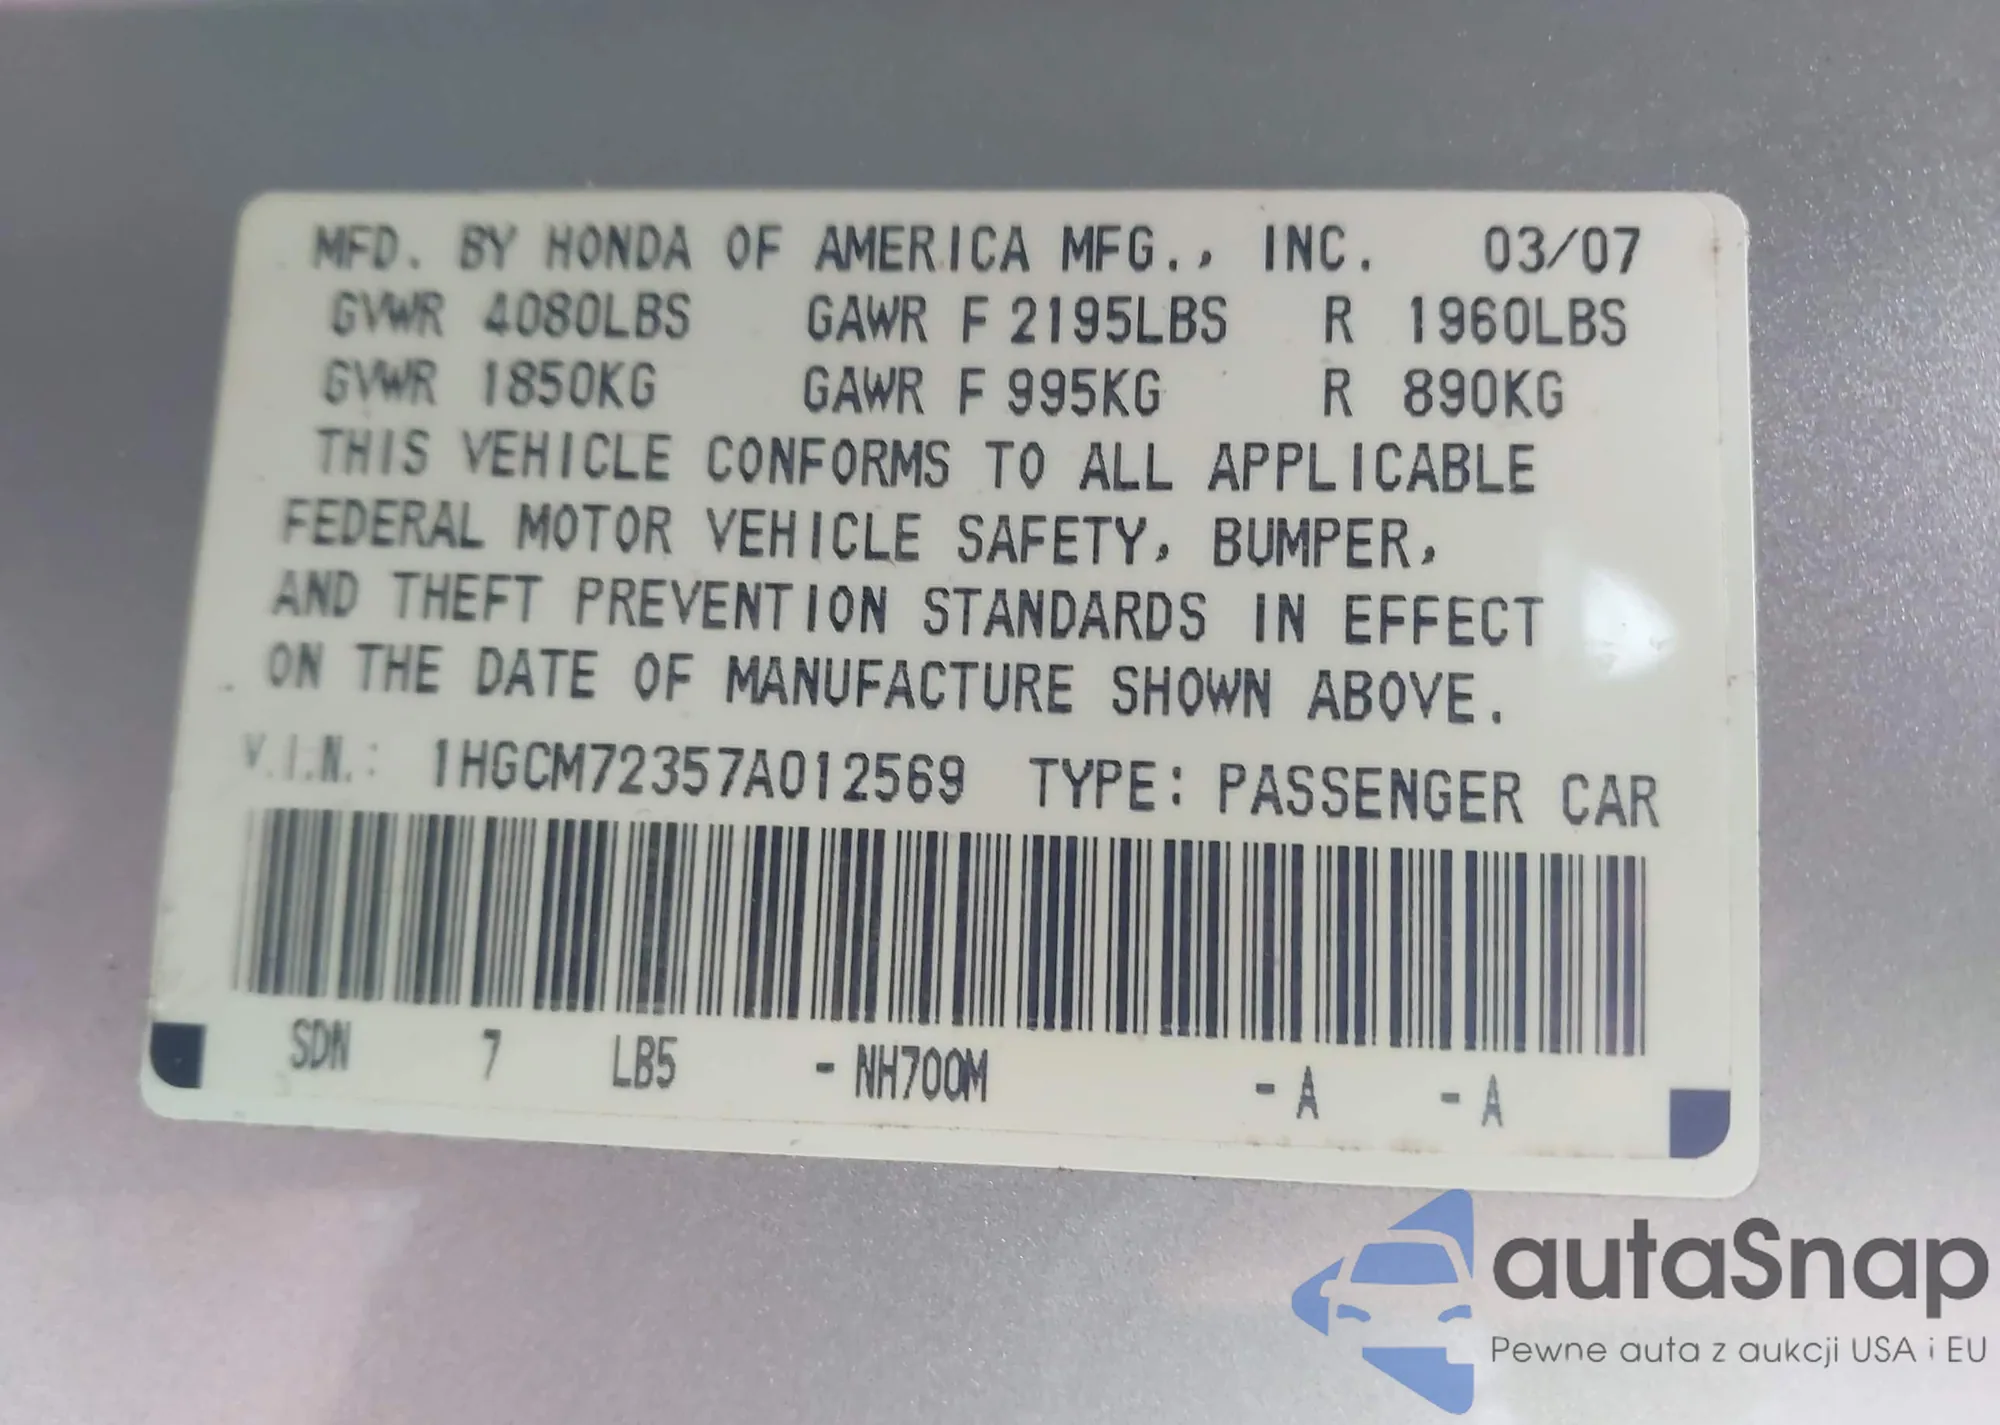 MFD. BY HONDA OF AMERICA MFG., INC. 03/07
GVWR 4080LBS GAWR F 2195LBS R 1960LBS
GVWR 1850KG GAWR F 995KG R 890KG
THIS VEHICLE CONFORMS TO ALL APPLICABLE
FEDERAL MOTOR VEHICLE SAFETY, BUMPER,
AND THEFT PREVENTION STANDARDS IN EFFECT
ON THE DATE OF MANUFACTURE SHOWN ABOVE.
V.I.N.: 1HGCM72357A012569 TYPE: PASSENGER CAR
SDN 7 LB5 - NH700M - A - A
autaSnap
Pewne auta z aukcji USA i EU